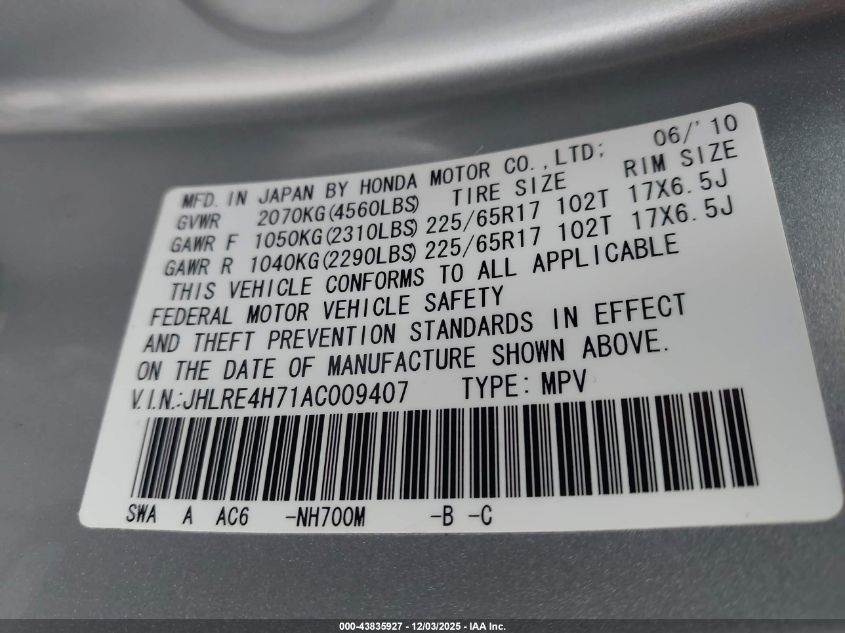 MFD. IN JAPAN BY HONDA MOTOR CO.,LTD; 06/'10
GVWR 2070KG(4560LBS) TIRE SIZE RIM SIZE
GAWR F 1050KG(2310LBS) 225/65R17 102T 17X6.5J
GAWR R 1040KG(2290LBS) 225/65R17 102T 17X6.5J
THIS VEHICLE CONFORMS TO ALL APPLICABLE
FEDERAL MOTOR VEHICLE SAFETY
AND THEFT PREVENTION STANDARDS IN EFFECT
ON THE DATE OF MANUFACTURE SHOWN ABOVE.
V.I.N.:JHLRE4H71AC009407 TYPE: MPV
SWA A AC6 -NH700M -B -C
000-43835927 - 12/03/2025 - IAA Inc.